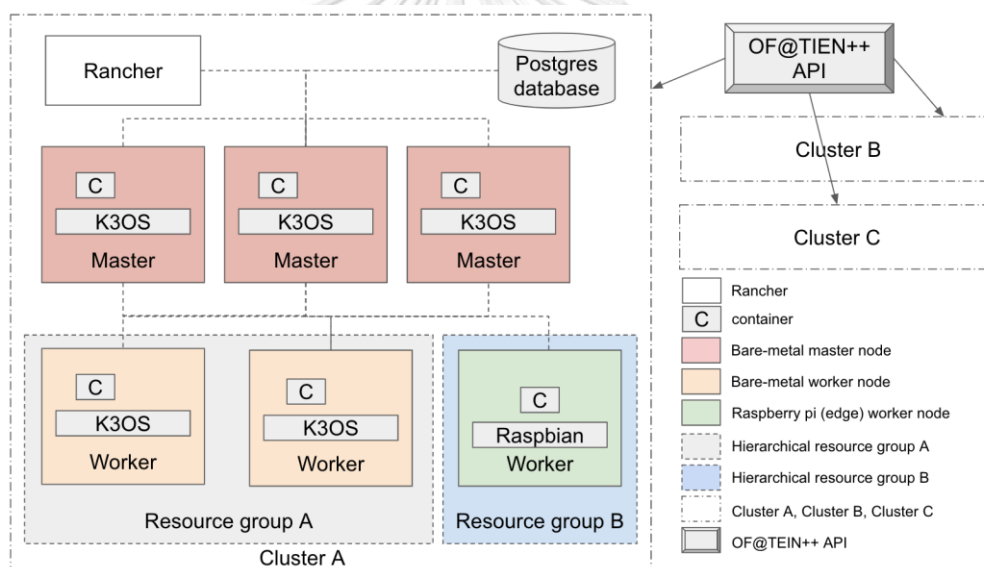 Rancher
Postgres
database
OF@TIEN++
API
Cluster B
Cluster C
C
K3OS
Master
C
K3OS
Master
C
K3OS
Master
C
K3OS
Worker
C
K3OS
Worker
C
Raspbian
Worker
Resource group A
Resource group B
Cluster A
Rancher
C
container
Bare-metal master node
Bare-metal worker node
Raspberry pi (edge) worker node
Hierarchical resource group A
Hierarchical resource group B
Cluster A, Cluster B, Cluster C
OF@TEIN++ API